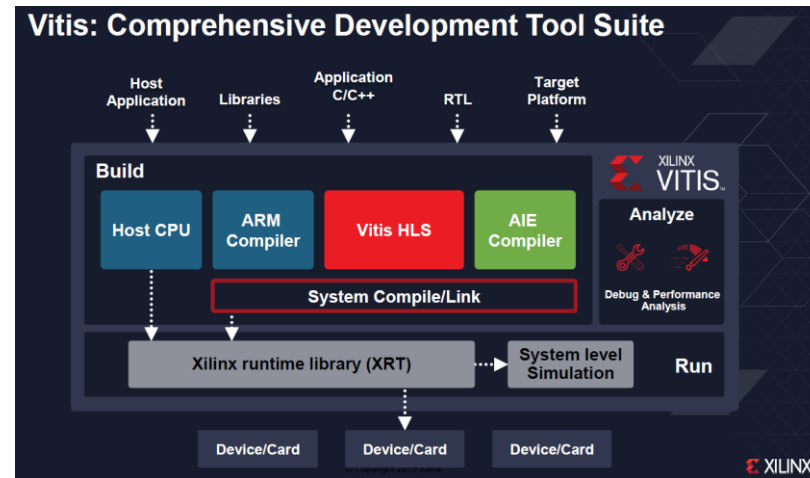 Vitis: Comprehensive Development Tool Suite
Host
Application
Libraries
Application
C/C++
RTL
Target
Platform
Build
XILINX
VITIS™
Host CPU
ARM
Compiler
Vitis HLS
AIE
Compiler
System Compile/Link
Analyze
Debug & Performance
Analysis
Xilinx runtime library (XRT)
System level
Simulation
Run
Device/Card
Device/Card
Device/Card
XILINX